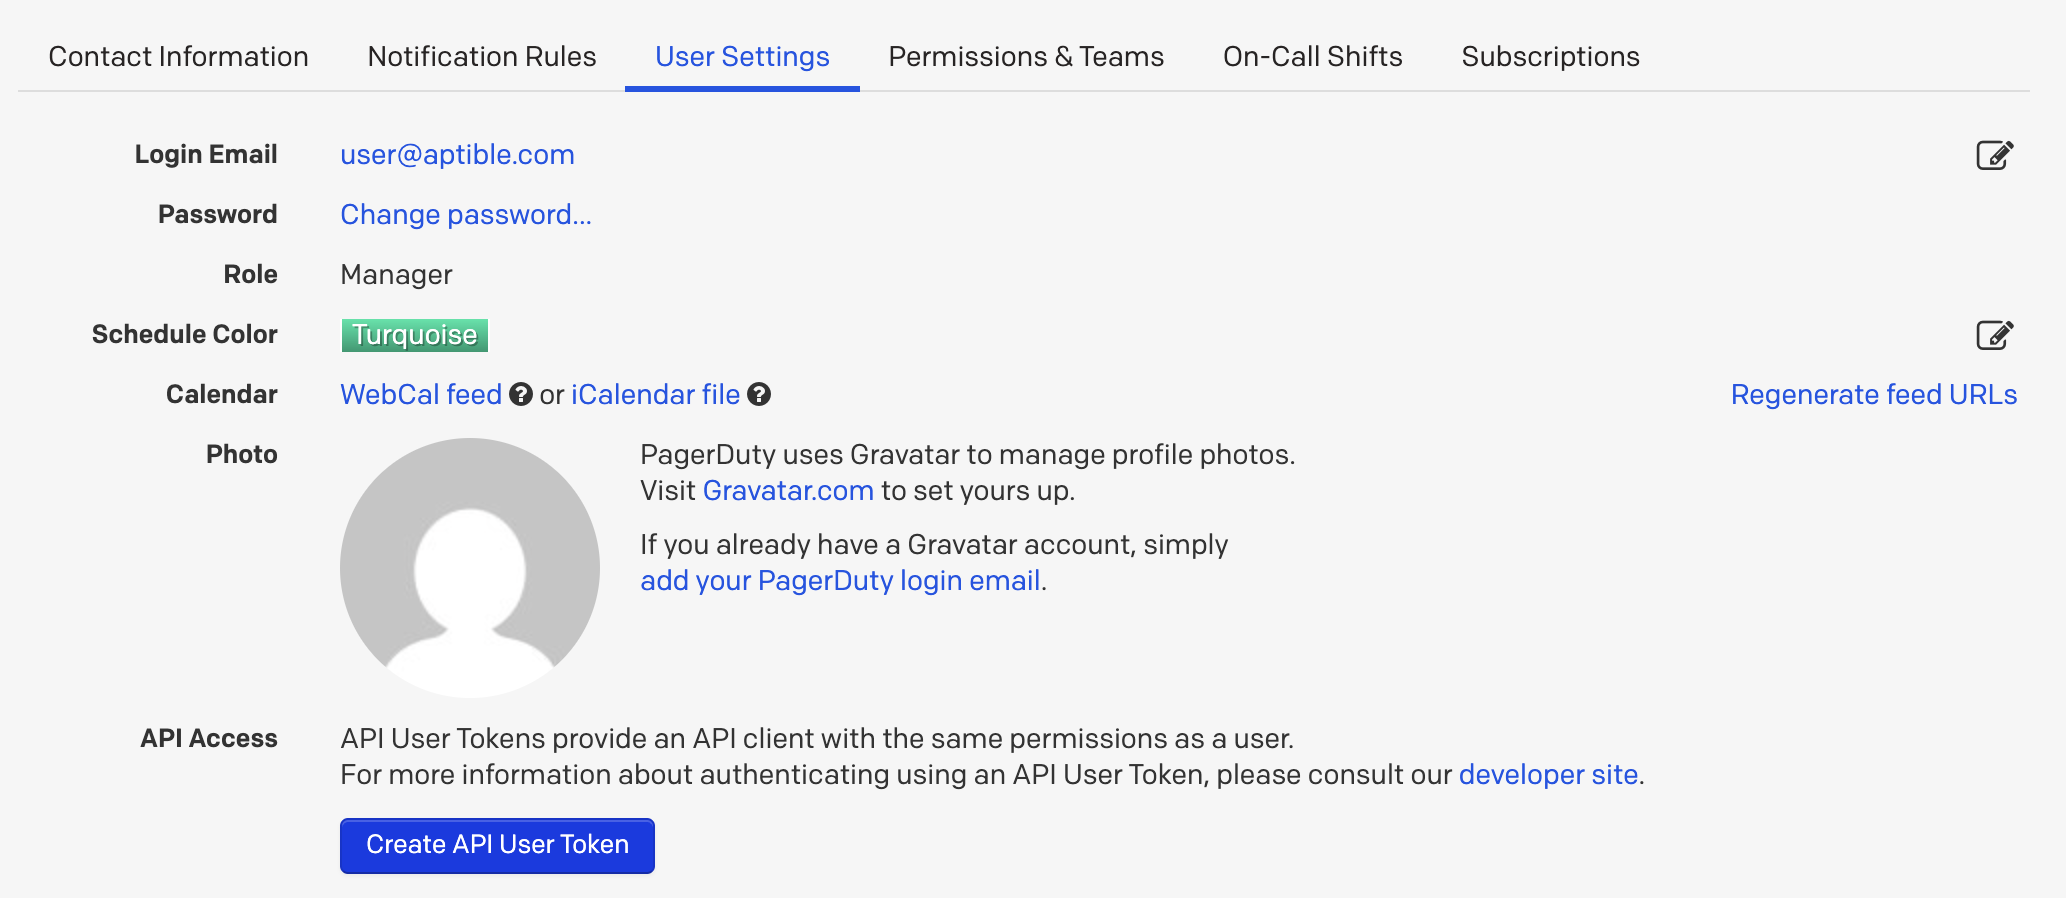 Contact Information Notification Rules User Settings Permissions & Teams On-Call Shifts Subscriptions
Login Email user@aptible.com
Password Change password...
Role Manager
Schedule Color Turquoise
Calendar WebCal feed ? or iCalendar file ? Regenerate feed URLs
Photo PagerDuty uses Gravatar to manage profile photos.
Visit Gravatar.com to set yours up.
If you already have a Gravatar account, simply
add your PagerDuty login email.
API Access API User Tokens provide an API client with the same permissions as a user.
For more information about authenticating using an API User Token, please consult our developer site.
Create API User Token